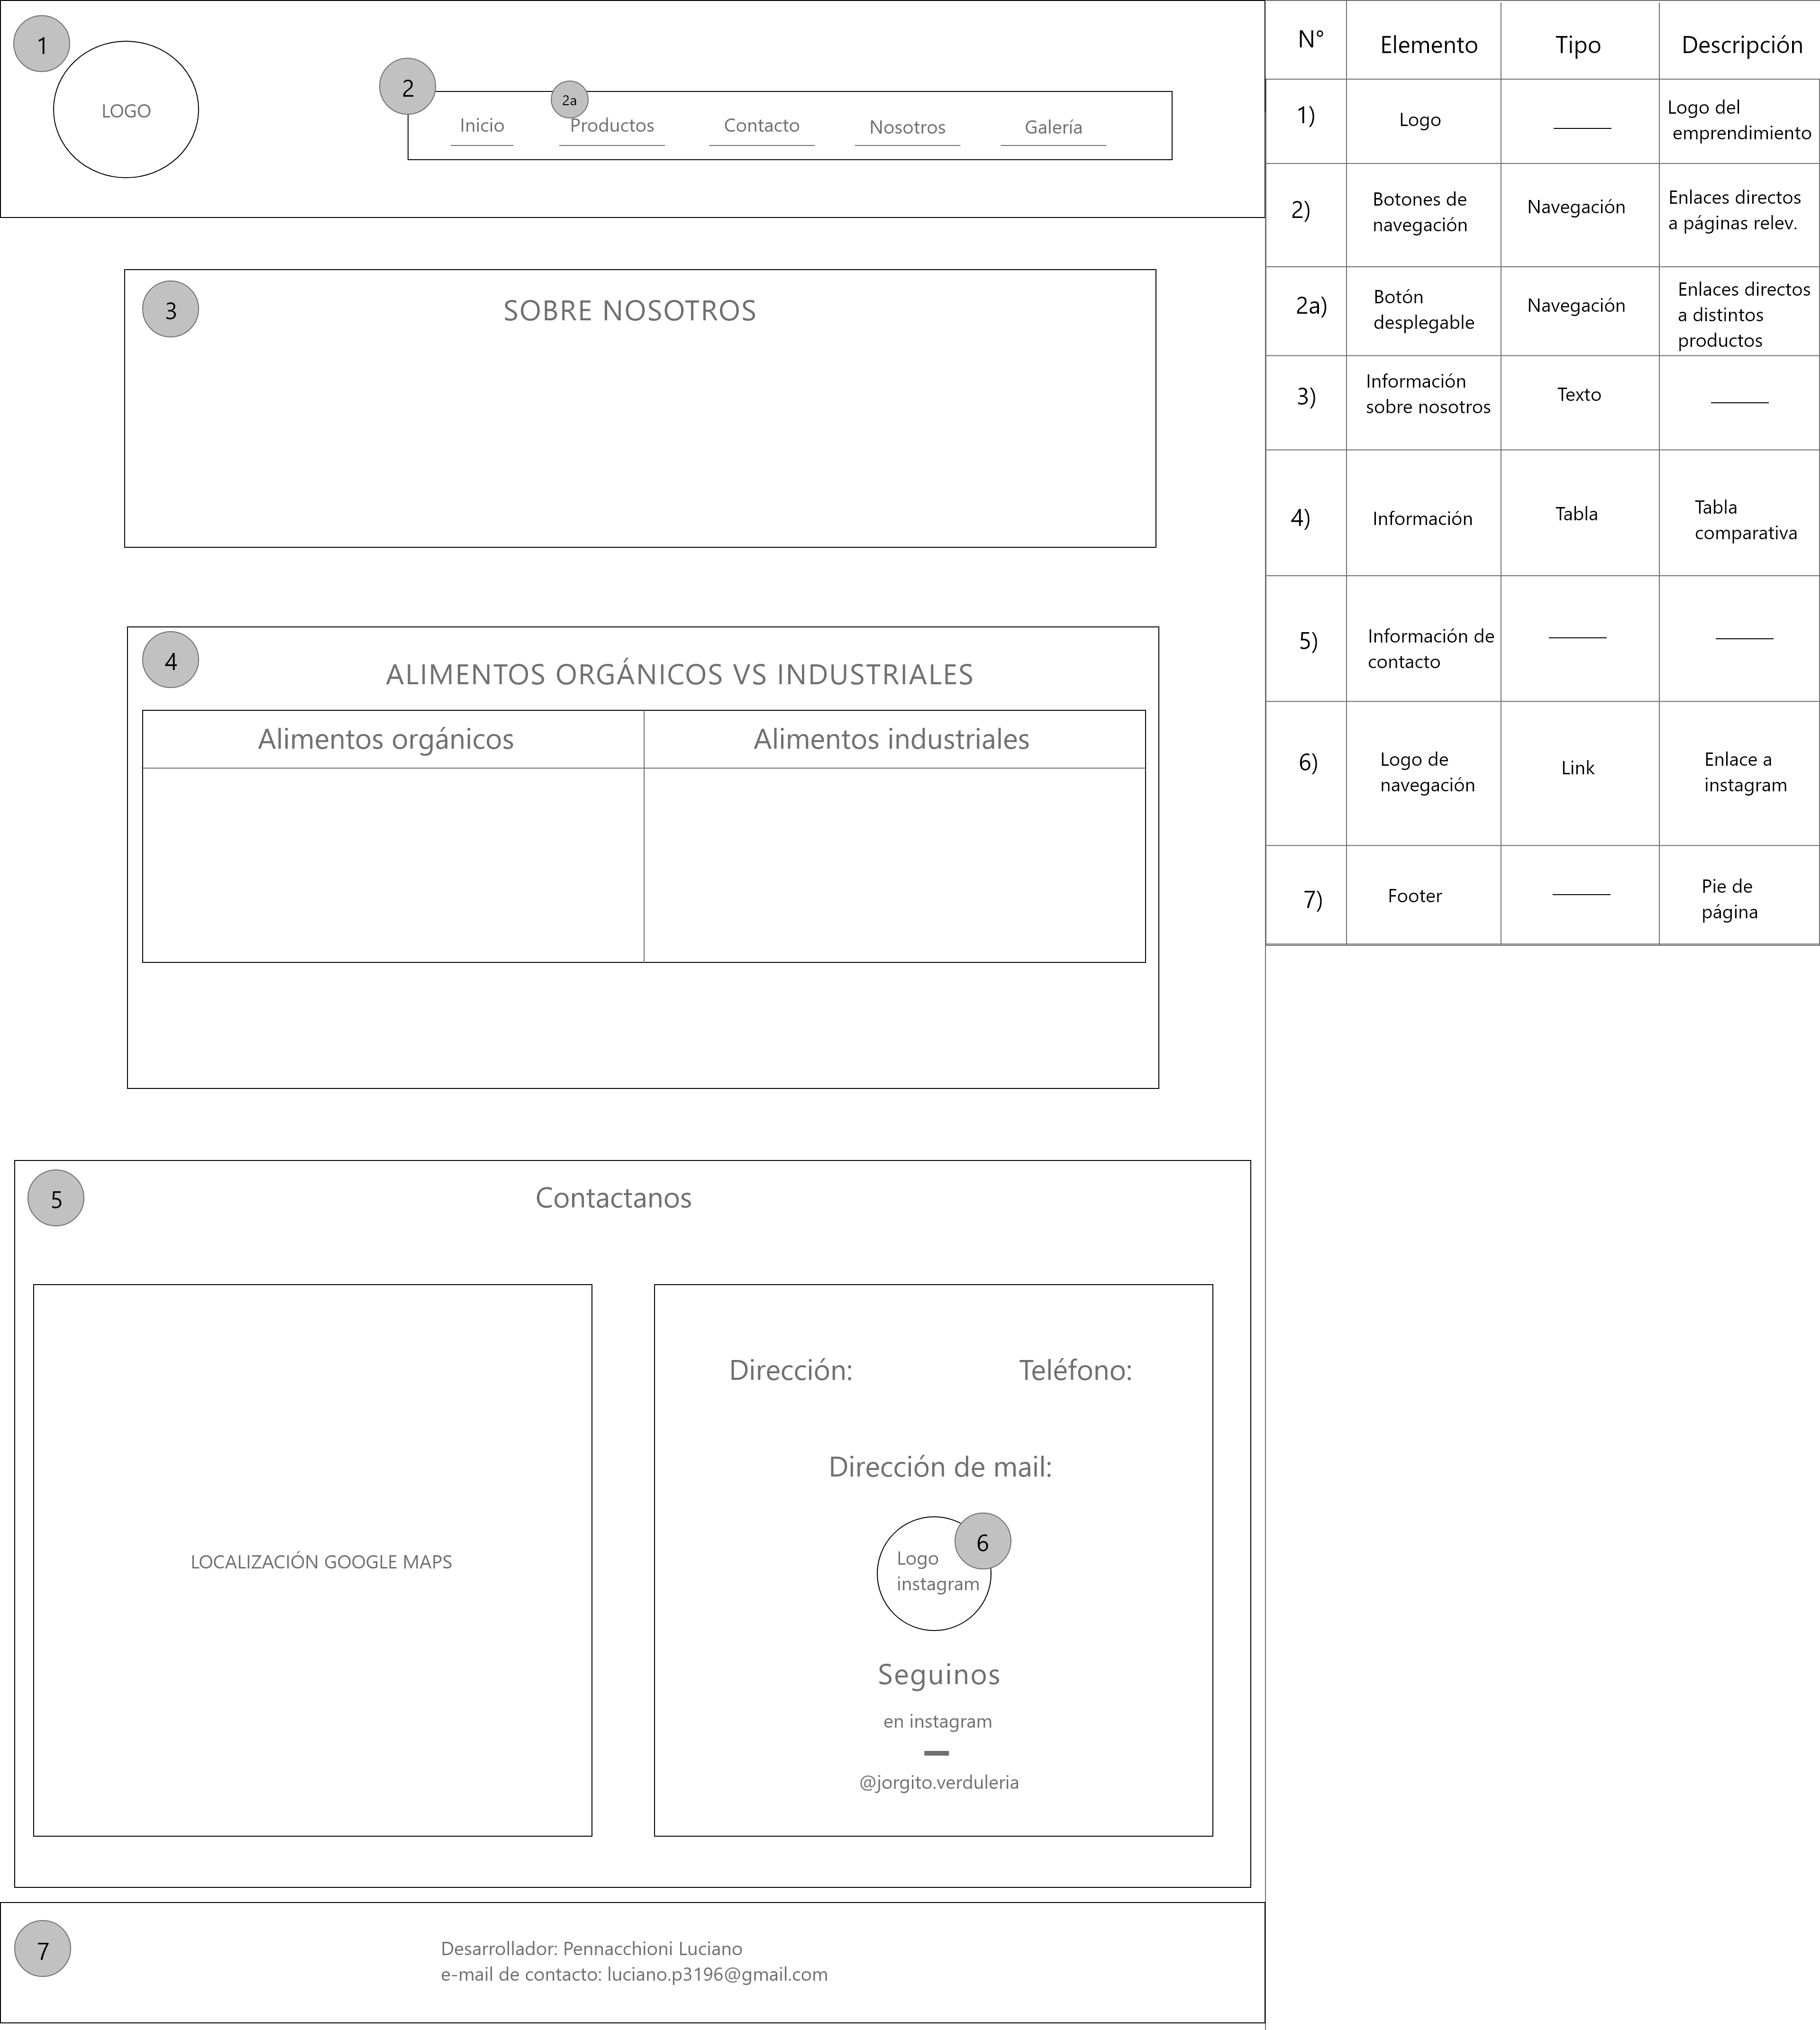 1
LOGO
2
2a
Inicio
Productos
Contacto
Nosotros
Galería
3
SOBRE NOSOTROS
4
ALIMENTOS ORGÁNICOS VS INDUSTRIALES
Alimentos orgánicos
Alimentos industriales
5
Contactanos
LOCALIZACIÓN GOOGLE MAPS
Dirección:
Teléfono:
Dirección de mail:
6
Logo
instagram
Seguinos
en instagram
@jorgito.verduleria
7
Desarrollador: Pennacchioni Luciano
e-mail de contacto: luciano.p3196@gmail.com
N°
Elemento
Tipo
Descripción
1)
Logo
Logo del
emprendimiento
2)
Botones de
navegación
Navegación
Enlaces directos
a páginas relev.
2a)
Botón
desplegable
Navegación
Enlaces directos
a distintos
productos
3)
Información
sobre nosotros
Texto
4)
Información
Tabla
Tabla
comparativa
5)
Información de
contacto
6)
Logo de
navegación
Link
Enlace a
instagram
7)
Footer
Pie de
página